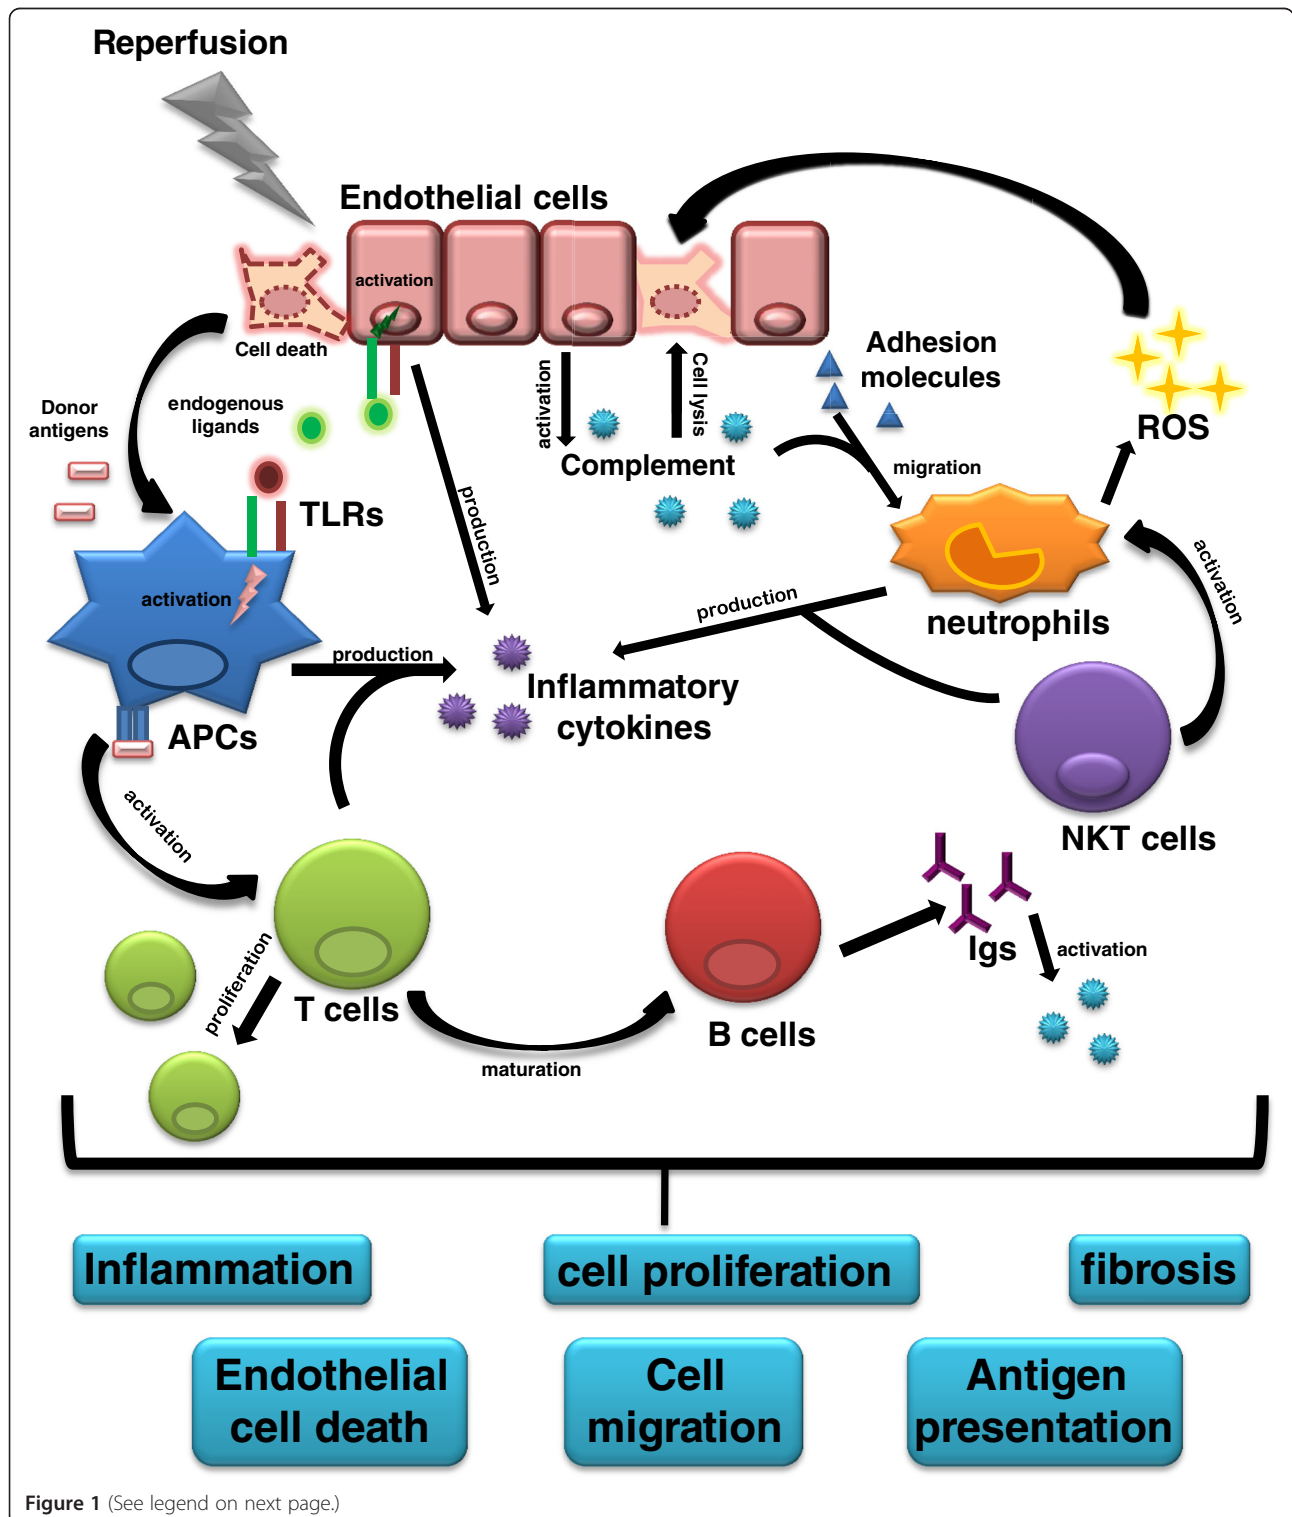 Reperfusion
Endothelial cells
activation
Cell death
Donor
antigens
endogenous
ligands
TLRs
activation
APCs
production
activation
Cell lysis
Complement
Adhesion
molecules
migration
ROS
neutrophils
activation
production
production
Inflammatory
cytokines
NKT cells
activation
proliferation
T cells
maturation
B cells
Igs
activation
Inflammation
cell proliferation
fibrosis
Endothelial
cell death
Cell
migration
Antigen
presentation
Figure 1 (See legend on next page.)